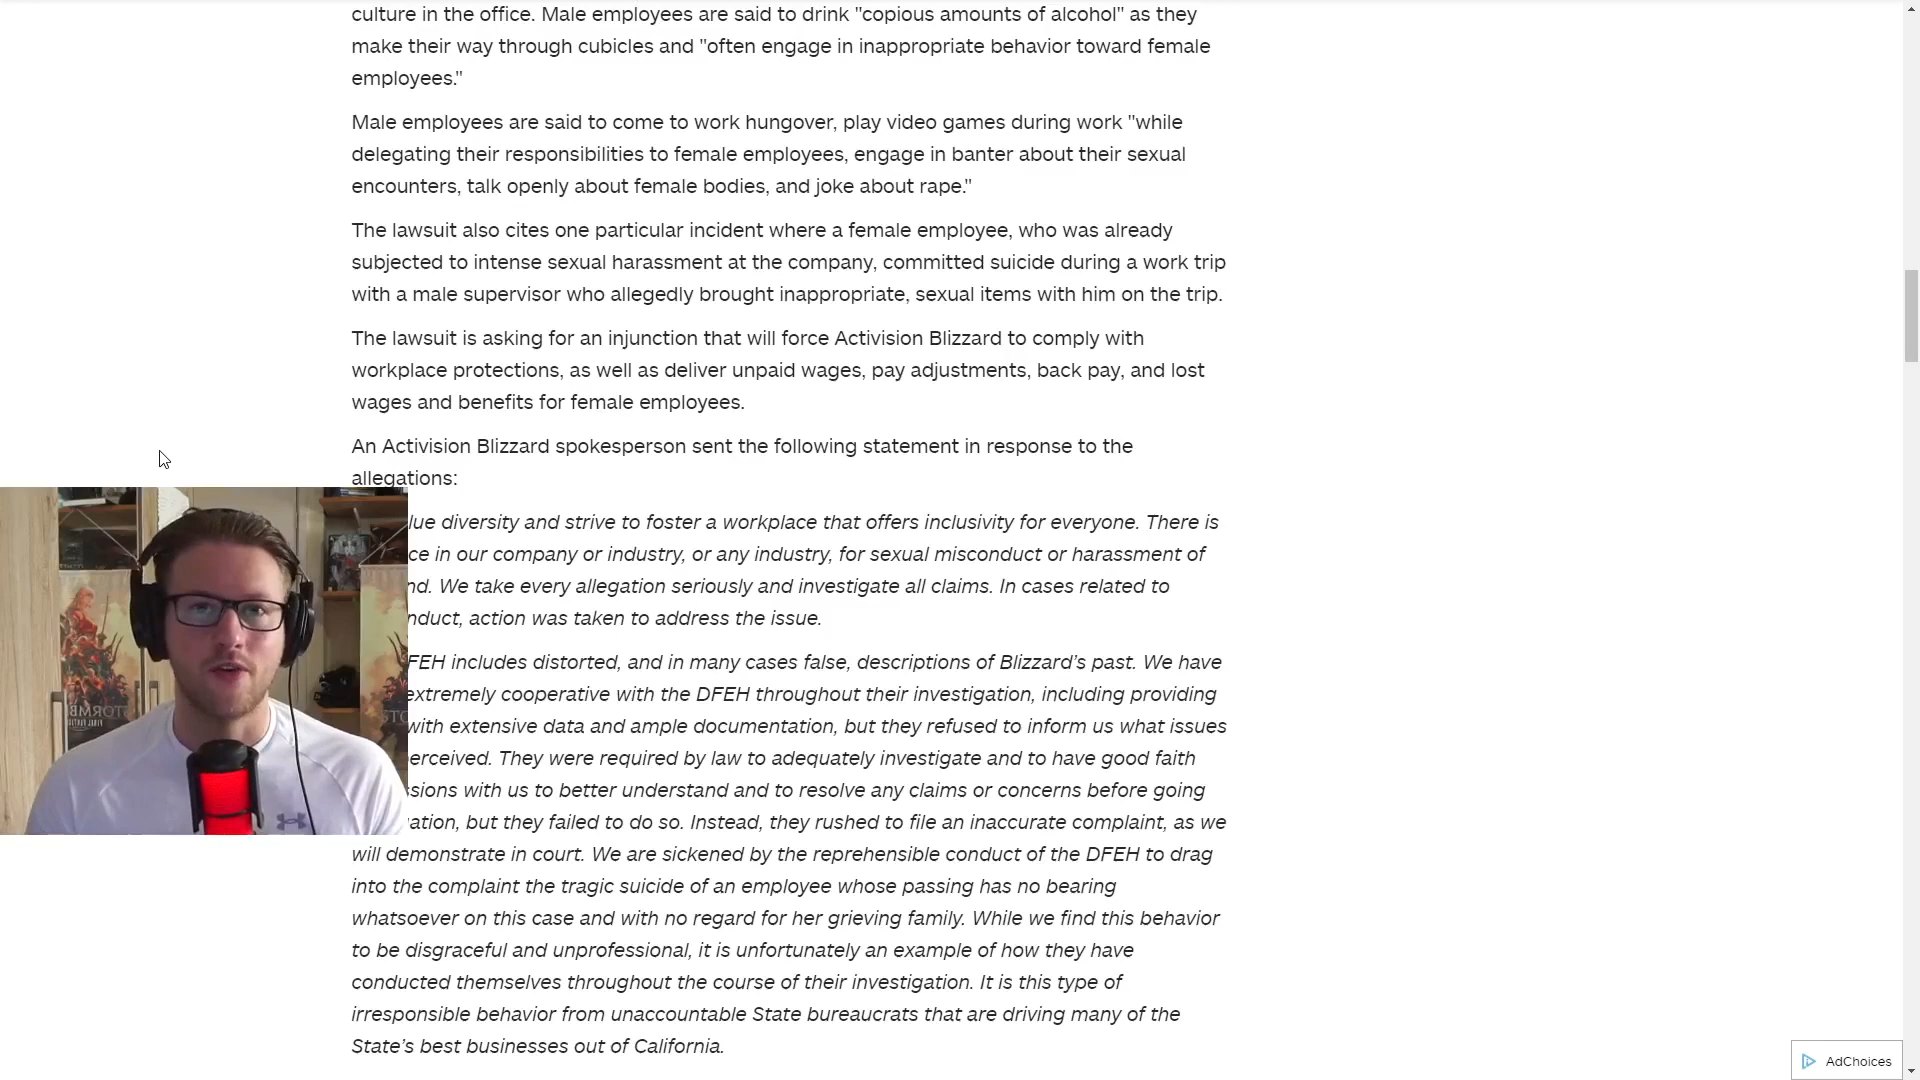 culture in the office. Male employees are said to drink "copious amounts of alcohol" as they
make their way through cubicles and "often engage in inappropriate behavior toward female
employees."
Male employees are said to come to work hungover, play video games during work "while
delegating their responsibilities to female employees, engage in banter about their sexual
encounters, talk openly about female bodies, and joke about rape."
The lawsuit also cites one particular incident where a female employee, who was already
subjected to intense sexual harassment at the company, committed suicide during a work trip
with a male supervisor who allegedly brought inappropriate, sexual items with him on the trip.
The lawsuit is asking for an injunction that will force Activision Blizzard to comply with
workplace protections, as well as deliver unpaid wages, pay adjustments, back pay, and lost
wages and benefits for female employees.
An Activision Blizzard spokesperson sent the following statement in response to the
allegations:
lue diversity and strive to foster a workplace that offers inclusivity for everyone. There is
ce in our company or industry, or any industry, for sexual misconduct or harassment of
nd. We take every allegation seriously and investigate all claims. In cases related to
nduct, action was taken to address the issue.
FEH includes distorted, and in many cases false, descriptions of Blizzard's past. We have
extremely cooperative with the DFEH throughout their investigation, including providing
with extensive data and ample documentation, but they refused to inform us what issues
erceived. They were required by law to adequately investigate and to have good faith
ssions with us to better understand and to resolve any claims or concerns before going
ation, but they failed to do so. Instead, they rushed to file an inaccurate complaint, as we
will demonstrate in court. We are sickened by the reprehensible conduct of the DFEH to drag
into the complaint the tragic suicide of an employee whose passing has no bearing
whatsoever on this case and with no regard for her grieving family. While we find this behavior
to be disgraceful and unprofessional, it is unfortunately an example of how they have
conducted themselves throughout the course of their investigation. It is this type of
irresponsible behavior from unaccountable State bureaucrats that are driving many of the
State's best businesses out of California.
AdChoices